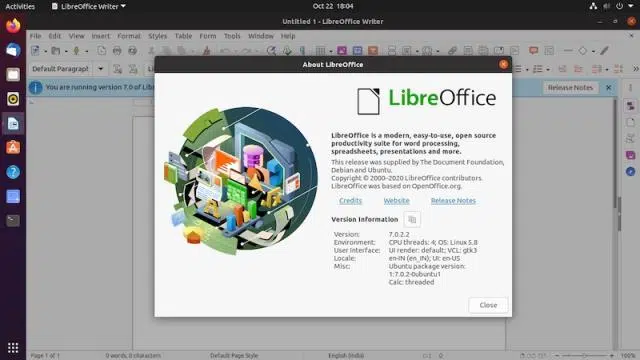 Activities
LibreOffice Writer
Oct 22 18:04
Untitled 1 - LibreOffice Writer
File Edit View Insert Format Styles Table Form Tools Window Help
Default Paragraph
You are running version 7.0 of Libr
Release Notes
About LibreOffice
LibreOffice
LibreOffice is a modern, easy-to-use, open source
productivity suite for word processing,
spreadsheets, presentations and more.
This release was supplied by The Document Foundation,
Debian and Ubuntu.
Copyright © 2000–2020 LibreOffice contributors.
LibreOffice was based on OpenOffice.org.
Credits Website Release Notes
Version Information
Version: 7.0.2.2
Environment: CPU threads: 4; OS: Linux 5.8
User Interface: UI render: default; VCL: gtk3
Locale: en-IN (en_IN); UI: en-US
Misc: Ubuntu package version:
1:7.0.2-0ubuntu1
Calc: threaded
Close
Page 1 of 1
0 words, 0 characters
Default Page Style
English (India)
100%